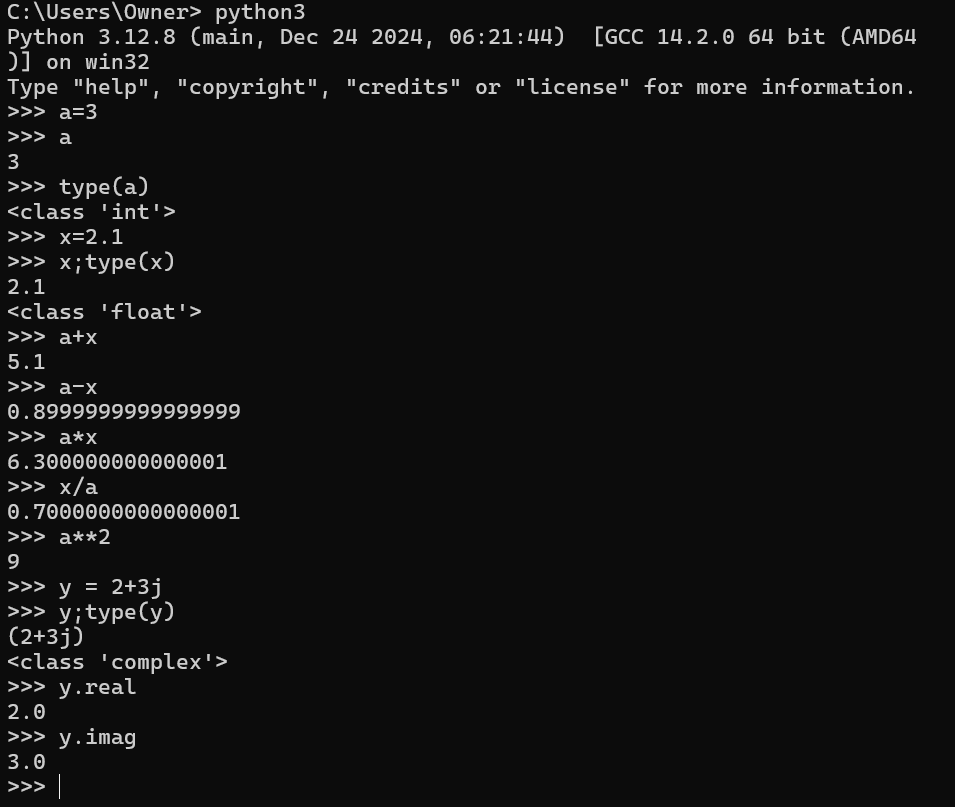 C:\Users\Owner> python3
Python 3.12.8 (main, Dec 24 2024, 06:21:44)  [GCC 14.2.0 64 bit (AMD64
)] on win32
Type "help", "copyright", "credits" or "license" for more information.
>>> a=3
>>> a
3
>>> type(a)
<class 'int'>
>>> x=2.1
>>> x;type(x)
2.1
<class 'float'>
>>> a+x
5.1
>>> a-x
0.8999999999999999
>>> a*x
6.300000000000001
>>> x/a
0.7000000000000001
>>> a**2
9
>>> y = 2+3j
>>> y;type(y)
(2+3j)
<class 'complex'>
>>> y.real
2.0
>>> y.imag
3.0
>>>